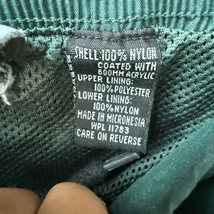 SHELL:100% NYLON
COATED WITH
600MM ACRYLIC
UPPER LINING:
100% POLYESTER
LOWER LINING:
100% NYLON
MADE IN MICRONESIA
WPL 11783
CARE ON REVERSE